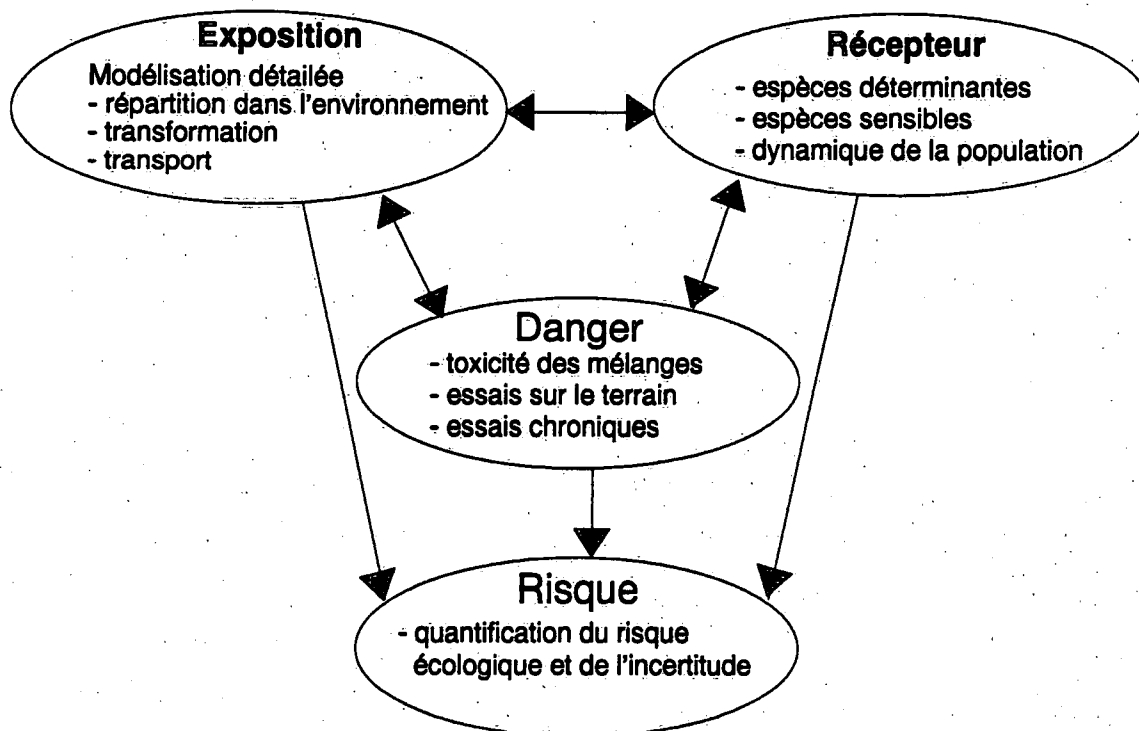 Exposition
Modélisation détailée
- répartition dans l'environnement
- transformation
- transport
Récepteur
- espèces déterminantes
- espèces sensibles
- dynamique de la population
Danger
- toxicité des mélanges
- essais sur le terrain
- essais chroniques
Risque
- quantification du risque
écologique et de l'incertitude